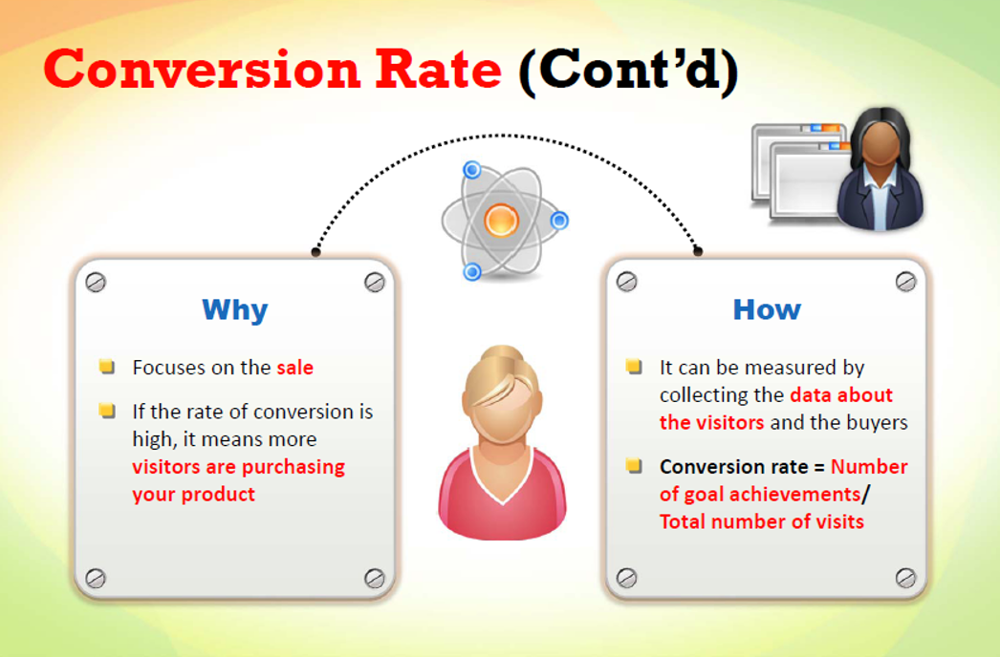 Conversion Rate (Cont’d)
Why
Focuses on the sale
If the rate of conversion is
high, it means more
visitors are purchasing
your product
How
It can be measured by
collecting the data about
the visitors and the buyers
Conversion rate = Number
of goal achievements/
Total number of visits